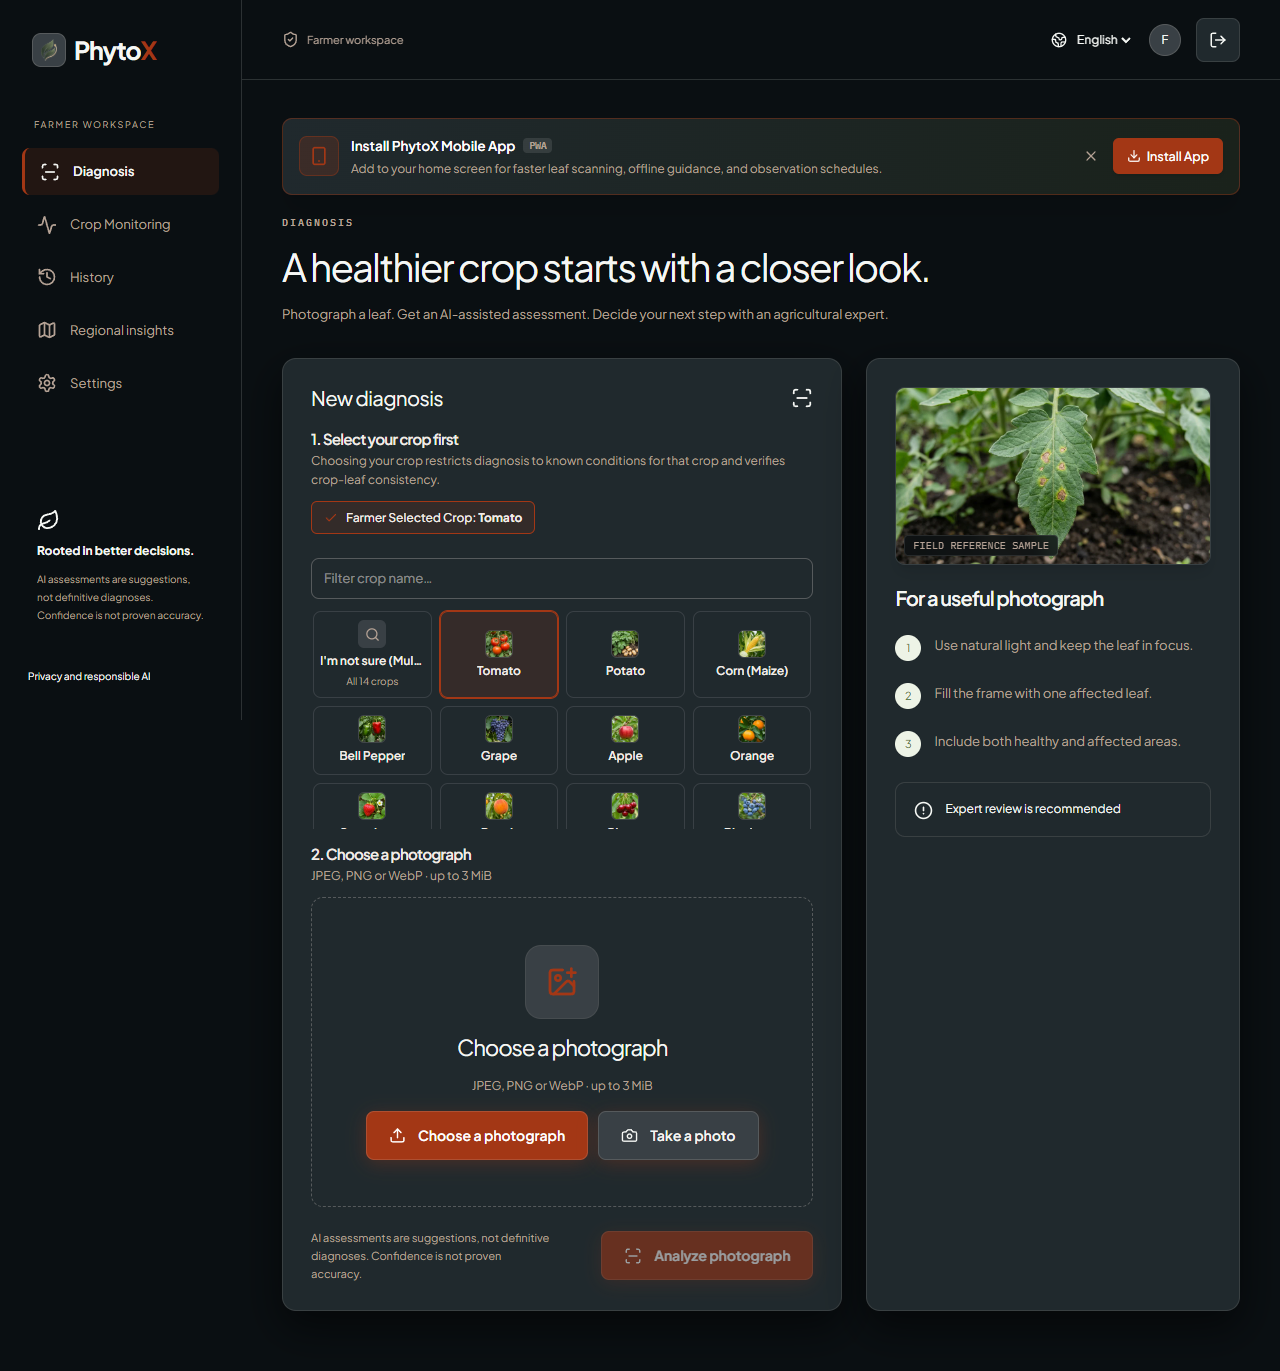 PhytoX
Farmer workspace
English
F
FARMER WORKSPACE
Diagnosis
Crop Monitoring
History
Regional insights
Settings
Rooted in better decisions.
AI assessments are suggestions,
not definitive diagnoses.
Confidence is not proven accuracy.
Privacy and responsible AI
Install PhytoX Mobile App PWA
Add to your home screen for faster leaf scanning, offline guidance, and observation schedules.
Install App
DIAGNOSIS
A healthier crop starts with a closer look.
Photograph a leaf. Get an AI-assisted assessment. Decide your next step with an agricultural expert.
New diagnosis
1. Select your crop first
Choosing your crop restricts diagnosis to known conditions for that crop and verifies
crop-leaf consistency.
Farmer Selected Crop: Tomato
Filter crop name...
I'm not sure (Mul...
All 14 crops
Tomato
Potato
Corn (Maize)
Bell Pepper
Grape
Apple
Orange
2. Choose a photograph
JPEG, PNG or WebP · up to 3 MiB
Choose a photograph
JPEG, PNG or WebP · up to 3 MiB
Choose a photograph
Take a photo
AI assessments are suggestions, not definitive
diagnoses. Confidence is not proven
accuracy.
Analyze photograph
FIELD REFERENCE SAMPLE
For a useful photograph
1 Use natural light and keep the leaf in focus.
2 Fill the frame with one affected leaf.
3 Include both healthy and affected areas.
Expert review is recommended